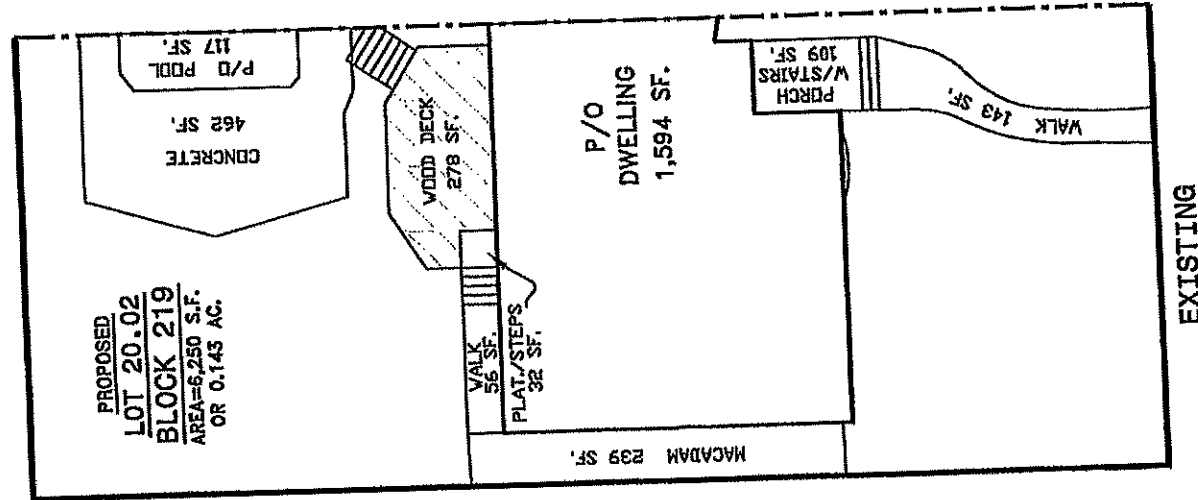 P/O POOL
117 SF.
CONCRETE
462 SF.
WOOD DECK
278 SF.
P/O
DWELLING
1,594 SF.
PORCH
W/STAIRS
109 SF.
WALK 143 SF.
PROPOSED
LOT 20.02
BLOCK 219
AREA=6,250 S.F.
OR 0.143 AC.
WALK
56 SF.
PLAT./STEPS
32 SF.
MACADAM 239 SF.
EXISTING